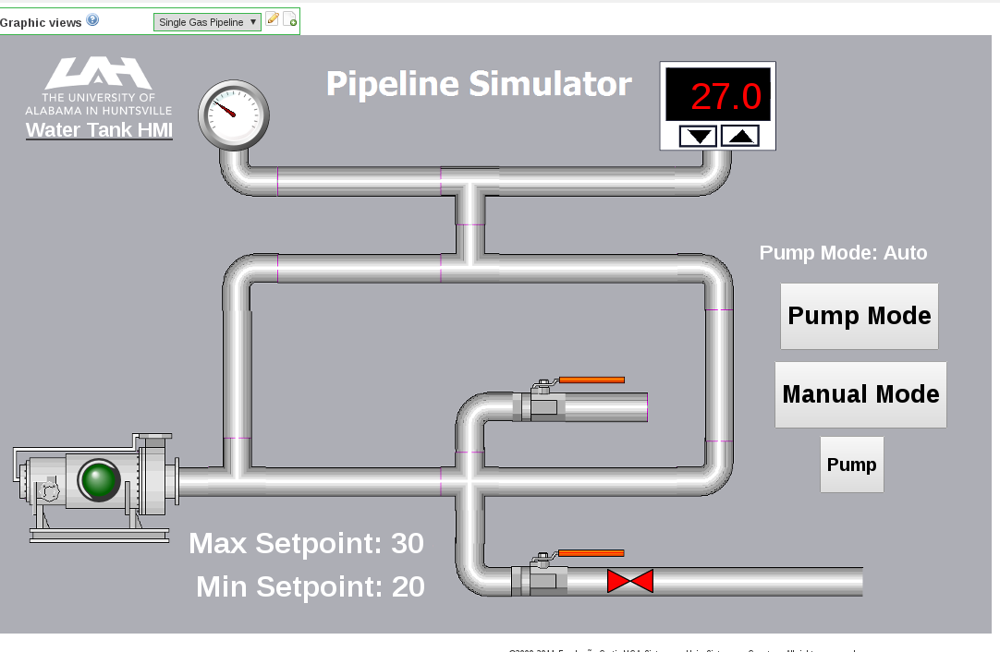 Graphic views
Single Gas Pipeline
UAH
THE UNIVERSITY OF
ALABAMA IN HUNTSVILLE
Water Tank HMI
Pipeline Simulator
27.0
Pump Mode: Auto
Pump Mode
Manual Mode
Pump
Max Setpoint: 30
Min Setpoint: 20